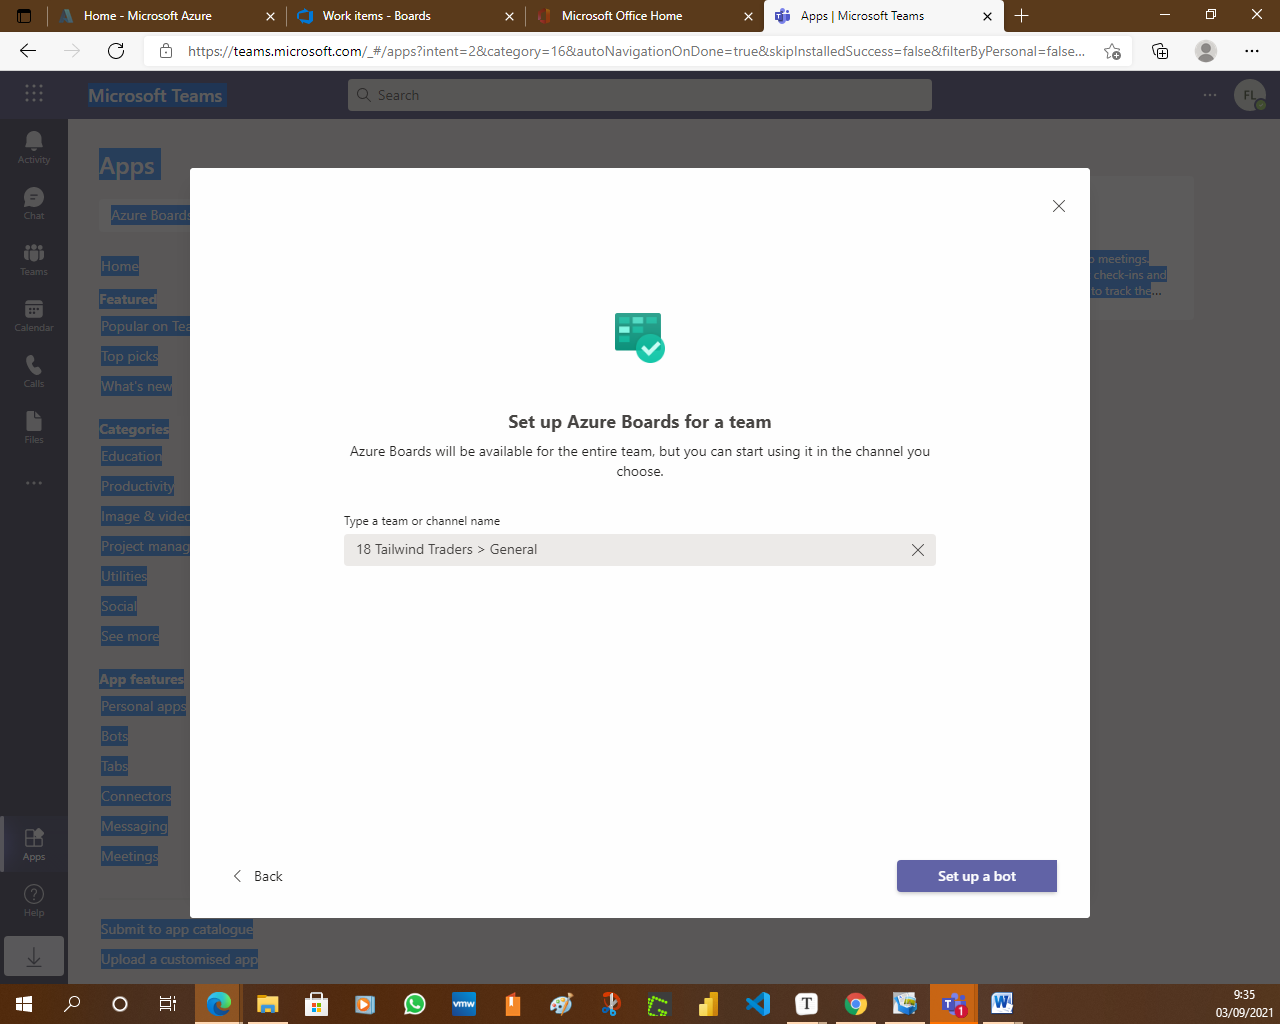 Home - Microsoft Azure
Work items - Boards
Microsoft Office Home
Apps | Microsoft Teams
https://teams.microsoft.com/_#/apps?intent=2&category=16&autoNavigationOnDone=true&skipInstalledSuccess=false&filterByPersonal=false...
Microsoft Teams
Search
FL
Activity
Chat
Teams
Calendar
Calls
Files
Apps
Help
Apps
Azure Boards
Home
Featured
Popular on Tea
Top picks
What's new
Categories
Education
Productivity
Image & video
Project manag
Utilities
Social
See more
App features
Personal apps
Bots
Tabs
Connectors
Messaging
Meetings
Submit to app catalogue
Upload a customised app
meetings.
check-ins and
to track the...
Set up Azure Boards for a team
Azure Boards will be available for the entire team, but you can start using it in the channel you
choose.
Type a team or channel name
18 Tailwind Traders > General
Back
Set up a bot
vmw
T
1
W
9:35
03/09/2021